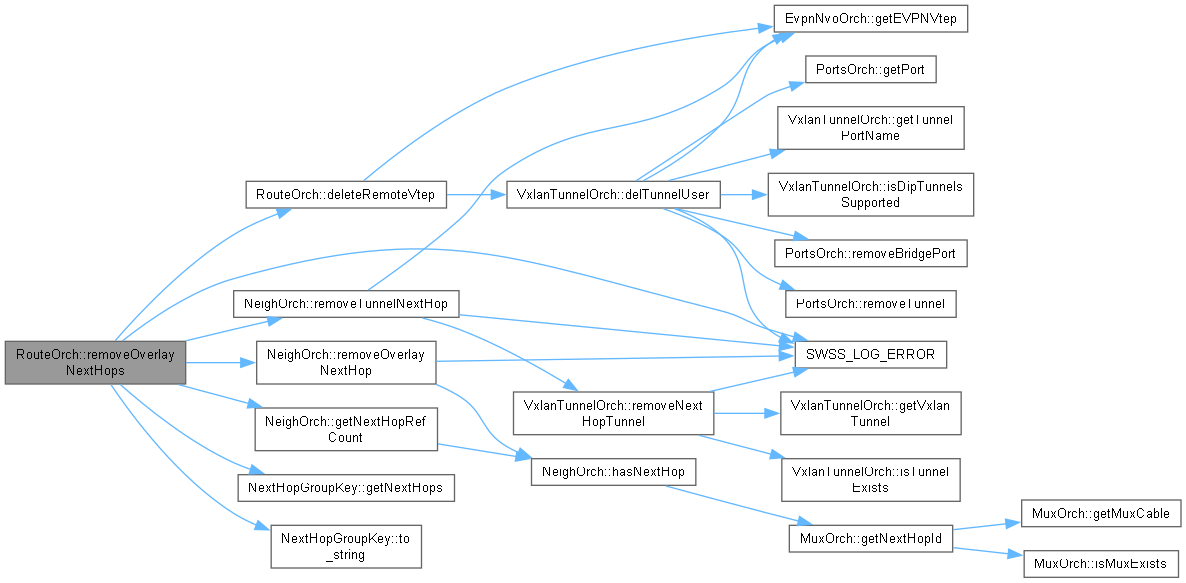 EvpnNvoOrch::getEVPNVtep
PortsOrch::getPort
VxlanTunnelOrch::getTunnel
PortName
RouteOrch::deleteRemoteVtep
VxlanTunnelOrch::delTunnelUser
VxlanTunnelOrch::isDipTunnels
Supported
PortsOrch::removeBridgePort
NeighOrch::removeTunnelNextHop
PortsOrch::removeTunnel
RouteOrch::removeOverlay
NextHops
NeighOrch::removeOverlay
NextHop
SWSS_LOG_ERROR
NeighOrch::getNextHopRef
Count
VxlanTunnelOrch::removeNext
HopTunnel
VxlanTunnelOrch::getVxlan
Tunnel
NextHopGroupKey::getNextHops
NeighOrch::hasNextHop
VxlanTunnelOrch::isTunnel
Exists
NextHopGroupKey::to
_string
MuxOrch::getNextHopId
MuxOrch::getMuxCable
MuxOrch::isMuxExists